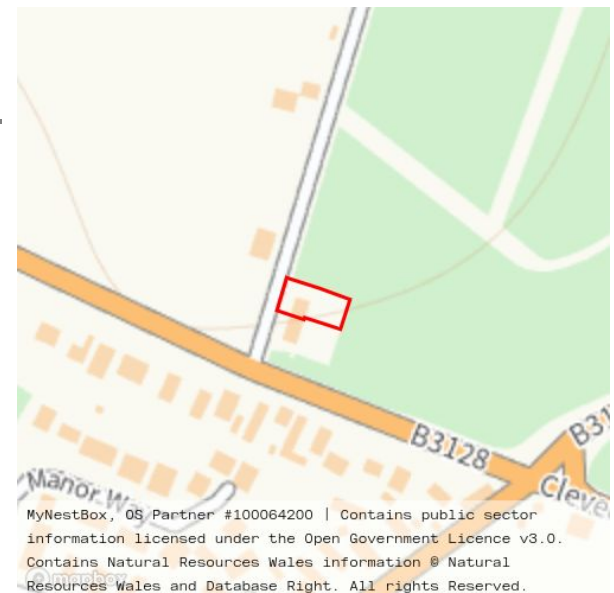 B3128
B31
Manor Way
Cleve
MyNestBox, OS Partner #100064200 | Contains public sector
information licensed under the Open Government Licence v3.0.
Contains Natural Resources Wales information © Natural
© mapbox
Resources Wales and Database Right. All rights Reserved.